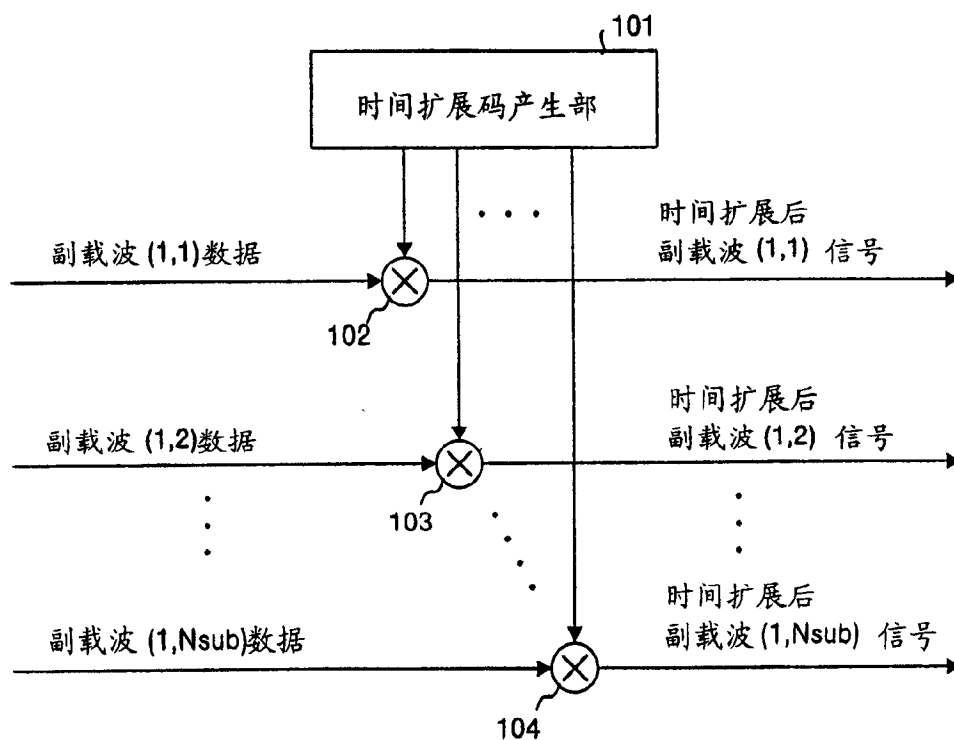 101
时间扩展码产生部
时间扩展后
副载波 (1,1)数据
副载波 (1,1) 信号
102
时间扩展后
副载波 (1,2)数据
副载波 (1,2) 信号
103
时间扩展后
副载波 (1,Nsub)数据
副载波 (1,Nsub) 信号
104